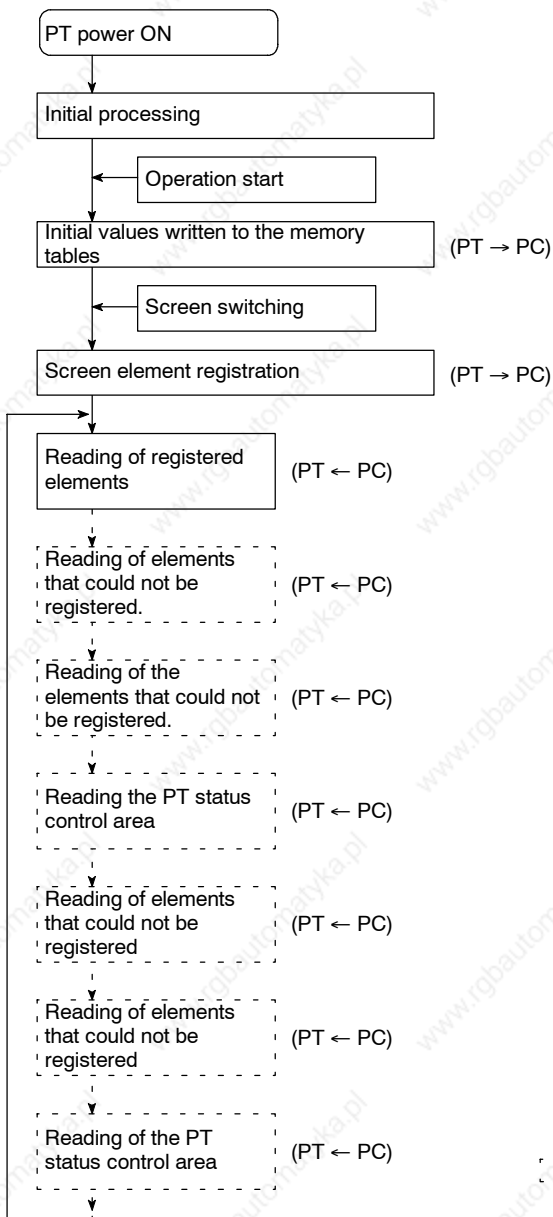 PT power ON
Initial processing
Operation start
Initial values written to the memory
tables
(PT → PC)
Screen switching
Screen element registration
(PT → PC)
Reading of registered
elements
(PT ← PC)
Reading of elements
that could not be
registered.
(PT ← PC)
Reading of the
elements that could not
be registered.
(PT ← PC)
Reading the PT status
control area
(PT ← PC)
Reading of elements
that could not be
registered
(PT ← PC)
Reading of elements
that could not be
registered
(PT ← PC)
Reading of the PT
status control area
(PT ← PC)
www.rgbautomatyka.pl